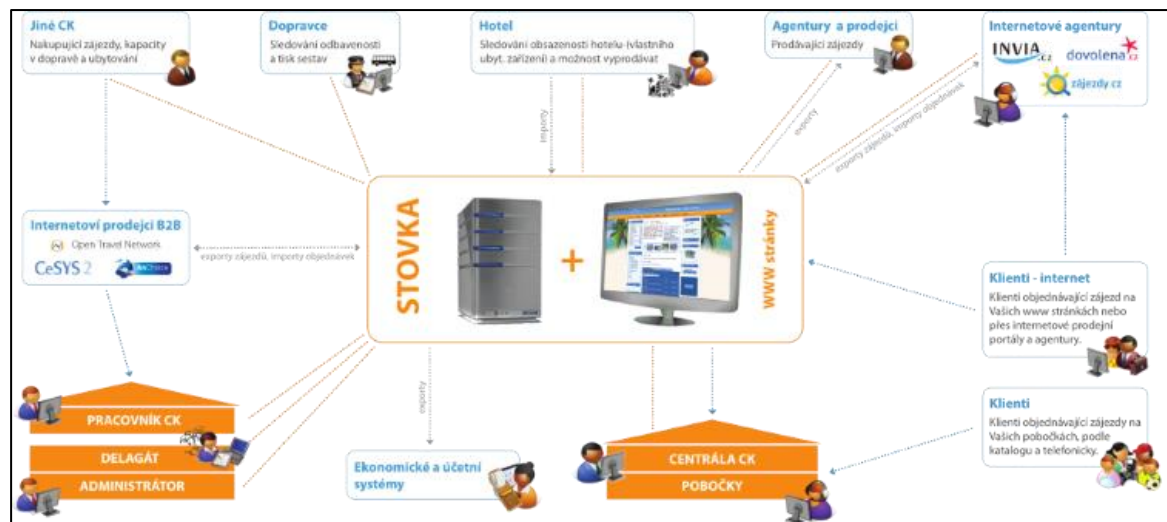 Jiné CK
Nakupující zájezdy, kapacity
v dopravě a ubytování
Dopravce
Sledování odbavenosti
a tisk sestav
Hotel
Sledování obsazenosti hotelu (vlastního
ubyt. zařízení) a možnost vyprodávat
Agentury a prodejci
Prodávající zájezdy
Internetové agentury
INVIA.cz
dovolena.cz
zájezdy.cz
importy
exporty
exporty zájezdů, importy objednávek
Internetoví prodejci B2B
Open Travel Network
CeSYS 2
exporty zájezdů, importy objednávek
STOVKA
+
WWW stránky
Klienti - internet
Klienti objednávající zájezd na
Vašich www stránkách nebo
přes internetové prodejní
portály a agentury.
Klienti
Klienti objednávající zájezdy na
Vašich pobočkách, podle
katalogu a telefonicky.
exporty
PRACOVNÍK CK
DELAGÁT
ADMINISTRÁTOR
Ekonomické a účetní
systémy
CENTRÁLA CK
POBOČKY